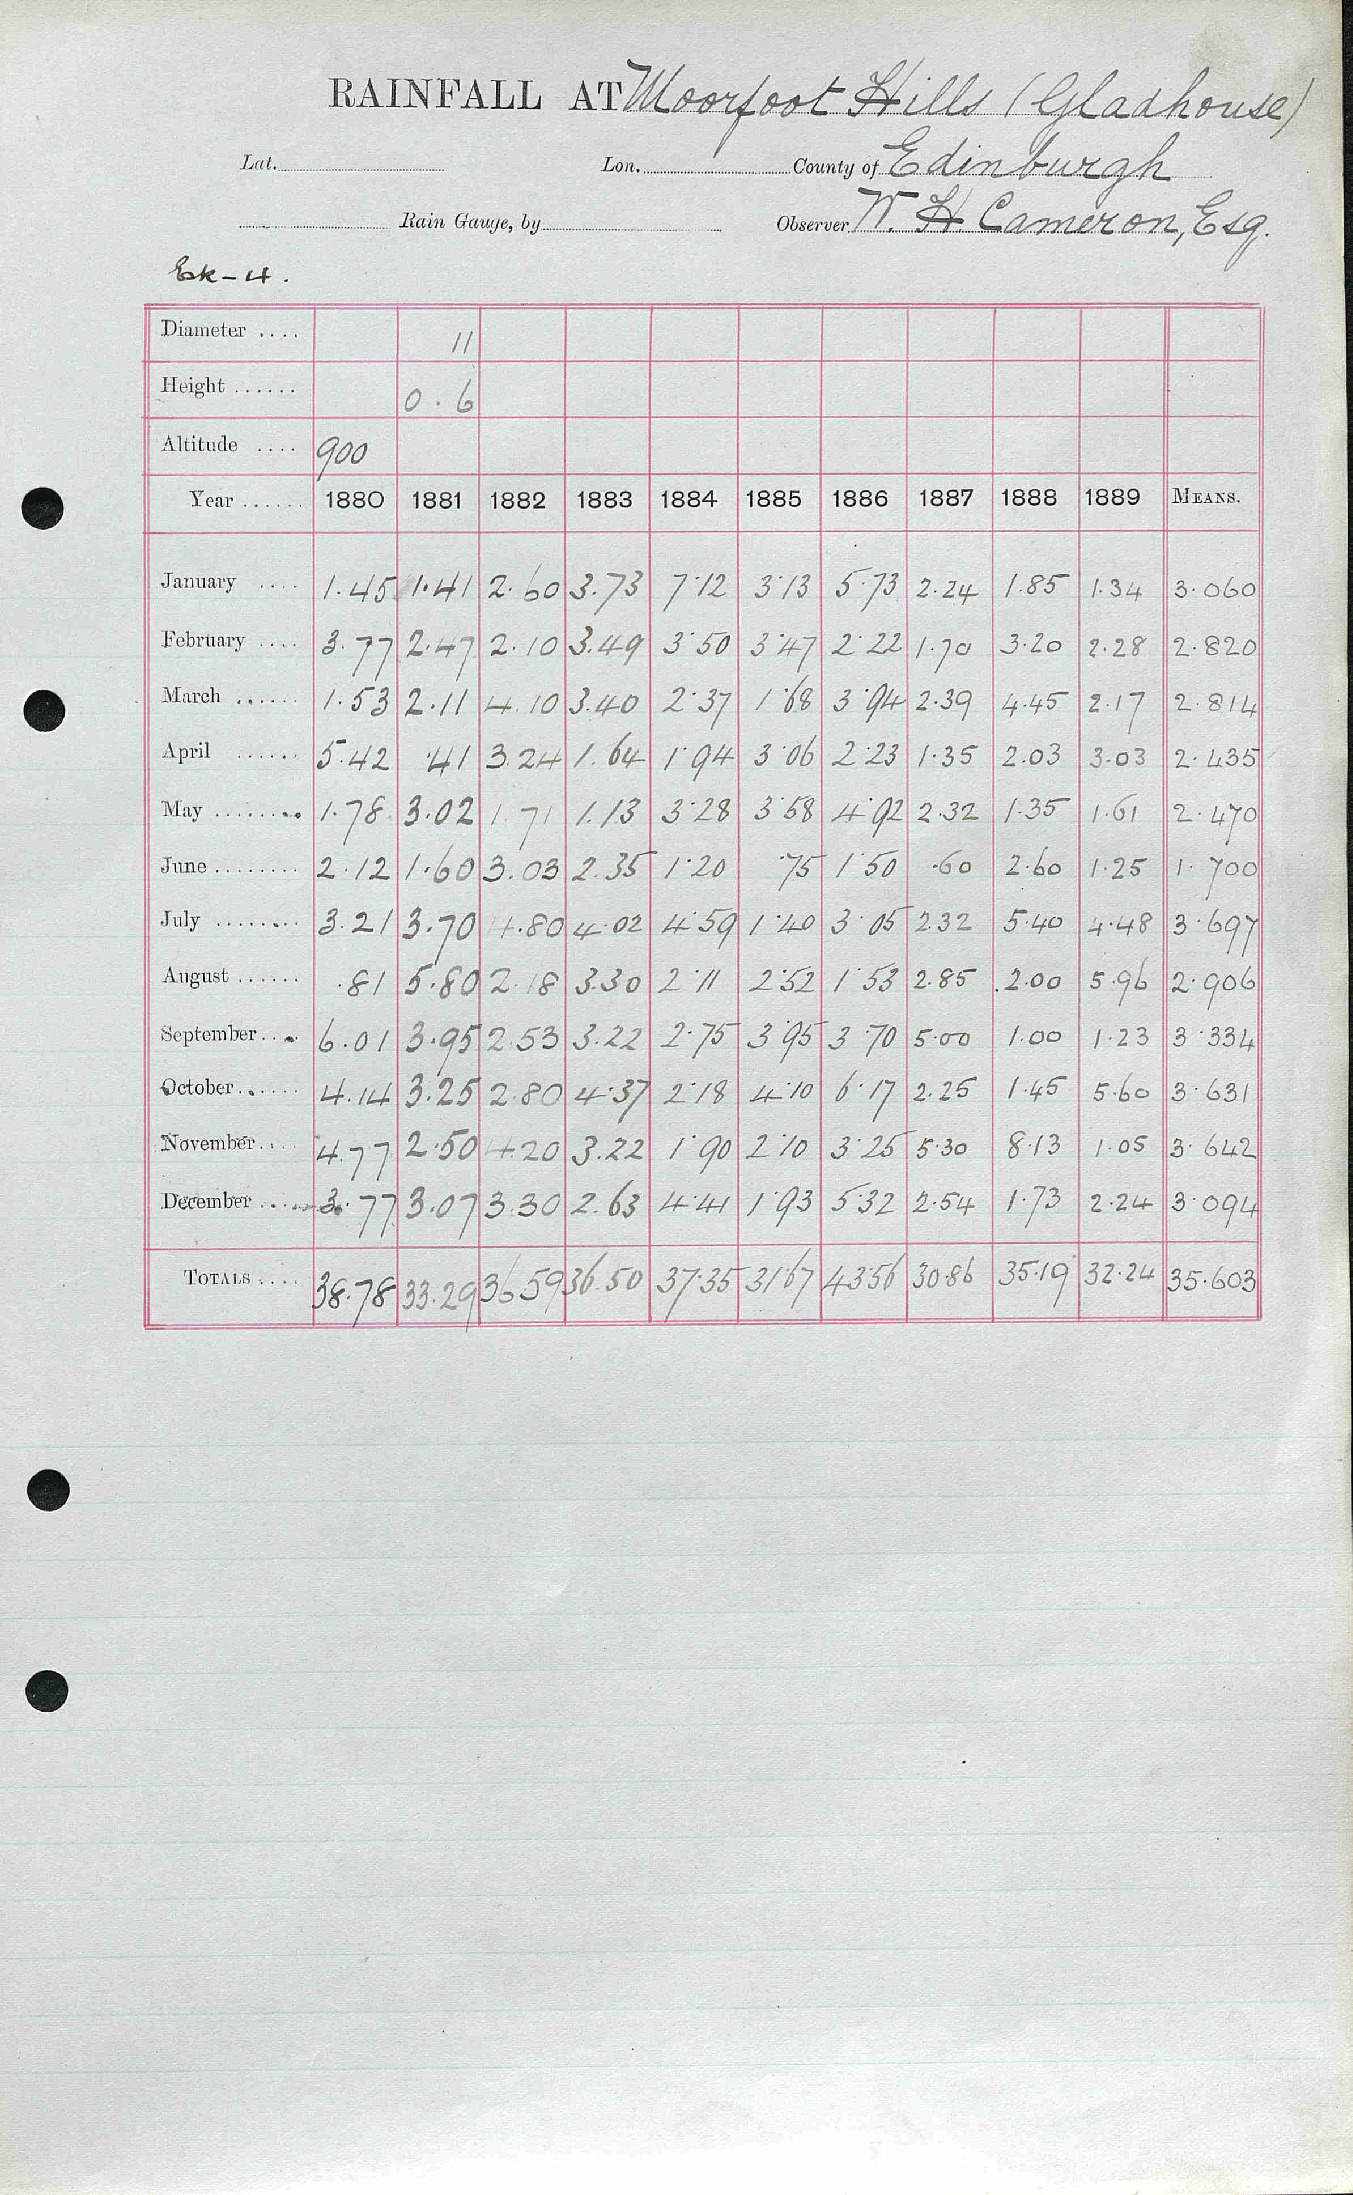 RAINFALL AT Moorfoot Hills (Gladhouse)
Lat. Lon. County of Edinburgh
Rain Gauge, by Observer W. H Cameron, Esq.
Esk-4.
Diameter .... 11
Height ...... 0.6
Altitude .... 900
Year ...... 1880 1881 1882 1883 1884 1885 1886 1887 1888 1889 MEANS.
January .... 1.45 1.41 2.60 3.73 7.12 3.13 5.73 2.24 1.85 1.34 3.060
February .... 3.77 2.47 2.10 3.49 3.50 3.47 2.22 1.70 3.20 2.28 2.820
March ...... 1.53 2.11 4.10 3.40 2.37 1.68 3.94 2.39 4.45 2.17 2.814
April ...... 5.42 .41 3.24 1.64 1.94 3.06 2.23 1.35 2.03 3.03 2.435
May ........ 1.78 3.02 1.71 1.13 3.28 3.58 4.92 2.32 1.35 1.61 2.470
June ........ 2.12 1.60 3.03 2.35 1.20 .75 1.50 .60 2.60 1.25 1.700
July ........ 3.21 3.70 4.80 4.02 4.59 1.40 3.05 2.32 5.40 4.48 3.697
August ...... .81 5.80 2.18 3.30 2.11 2.52 1.53 2.85 2.00 5.96 2.906
September .... 6.01 3.95 2.53 3.22 2.75 3.95 3.70 5.00 1.00 1.23 3.334
October ...... 4.14 3.25 2.80 4.37 2.18 4.10 6.17 2.25 1.45 5.60 3.631
November .... 4.77 2.50 4.20 3.22 1.90 2.10 3.25 5.30 8.13 1.05 3.642
December .... 3.77 3.07 3.30 2.63 4.41 1.93 5.32 2.54 1.73 2.24 3.094
TOTALS .... 38.78 33.29 36.59 36.50 37.35 31.67 43.56 30.86 35.19 32.24 35.603